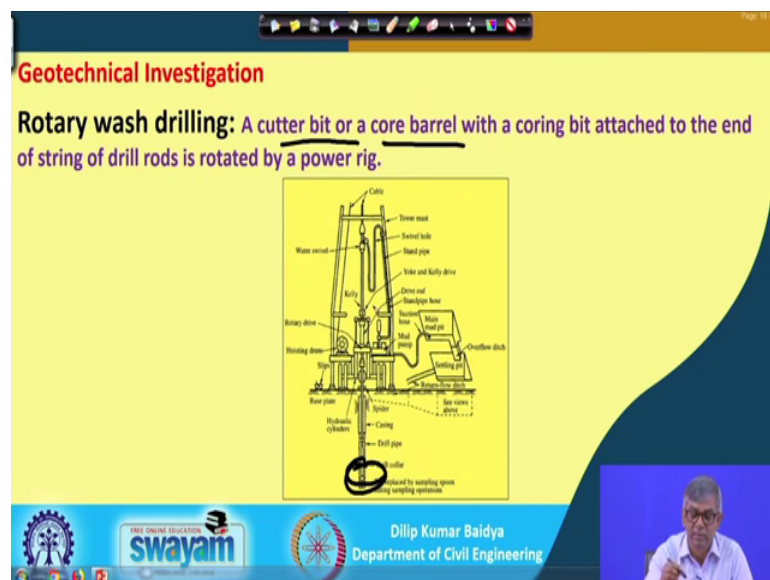 Page: 16
Geotechnical Investigation
Rotary wash drilling: A cutter bit or a core barrel with a coring bit attached to the end
of string of drill rods is rotated by a power rig.
Cable
Tower mast
Swivel hole
Water swivel
Stand pipe
Yoke and Kelly drive
Kelly
Drive rod
Standpipe hose
Suction
hose
Main
mud pit
Rotary drive
Mud
pump
Overflow ditch
Hoisting drum
Settling pit
Slips
Return-flow ditch
Base plate
Spider
See views
above
Hydraulic
cylinders
Casing
Drill pipe
collar
replaced by sampling spoon
during sampling operations
FREE ONLINE EDUCATION
swayam
Dilip Kumar Baidya
Department of Civil Engineering